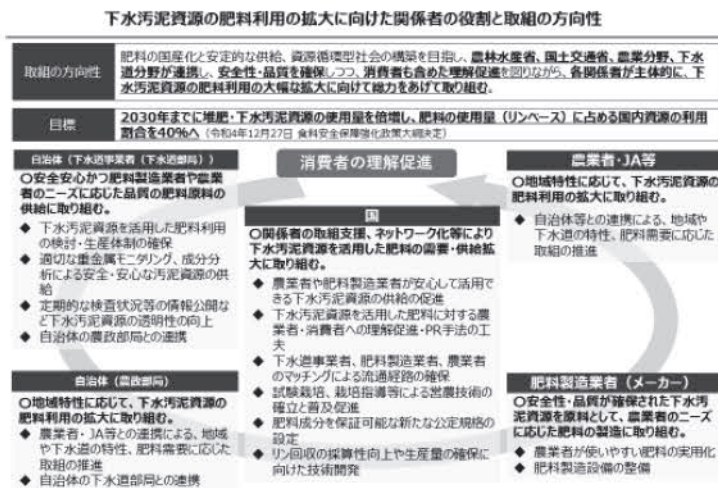 下水汚泥資源の肥料利用の拡大に向けた関係者の役割と取組の方向性
取組の方向性
肥料の国産化と安定的な供給、資源循環型社会の構築を目指し、農林水産省、国土交通省、農業分野、下水
道分野が連携し、安全性・品質を確保しつつ、消費者も含めた理解促進を図りながら、各関係者が主体的に、下
水汚泥資源の肥料利用の大幅な拡大に向けて総力をあげて取り組む。
目標
2030年までに堆肥・下水汚泥資源の使用量を倍増し、肥料の使用量（リンベース）に占める国内資源の利用
割合を40%へ（令和4年12月27日 食料安全保障強化政策大綱決定）
自治体（下水道事業者（下水道部局））
〇安全安心かつ肥料製造業者や農業
者のニーズに応じた品質の肥料原料の
供給に取り組む。
◆ 下水汚泥資源を活用した肥料利用
の検討・生産体制の確保
◆ 適切な重金属モニタリング、成分分
析による安全・安心な汚泥資源の供
給
◆ 定期的な検査状況等の情報公開な
ど下水汚泥資源の透明性の向上
◆ 自治体の農政部局との連携
自治体（農政部局）
〇地域特性に応じて、下水汚泥資源の
肥料利用の拡大に取り組む。
◆ 農業者・JA等との連携による、地域
や下水道の特性、肥料需要に応じた
取組の推進
◆ 自治体の下水道部局との連携
消費者の理解促進
国
〇関係者の取組支援、ネットワーク化等により
下水汚泥資源を活用した肥料の需要・供給拡
大に取り組む。
◆ 農業者や肥料製造業者が安心して活用で
きる下水汚泥資源の供給の促進
◆ 下水汚泥資源を活用した肥料に対する農
業者・消費者への理解促進・PR手法の工
夫
◆ 下水道事業者、肥料製造業者、農業者
のマッチングによる流通経路の確保
◆ 試験栽培、栽培指導等による営農技術の
確立と普及促進
◆ 肥料成分を保証可能な新たな公定規格の
設定
◆ リン回収の採算性向上や生産量の確保に
向けた技術開発
農業者・JA等
〇地域特性に応じて、下水汚泥資源の
肥料利用の拡大に取り組む。
◆ 自治体等との連携による、地域や
下水道の特性、肥料需要に応じた
取組の推進
肥料製造業者（メーカー）
〇安全性・品質が確保された下水汚
泥資源を原料として、農業者のニーズ
に応じた肥料の製造に取り組む。
◆ 農業者が使いやすい肥料の実用化
◆ 肥料製造設備の整備